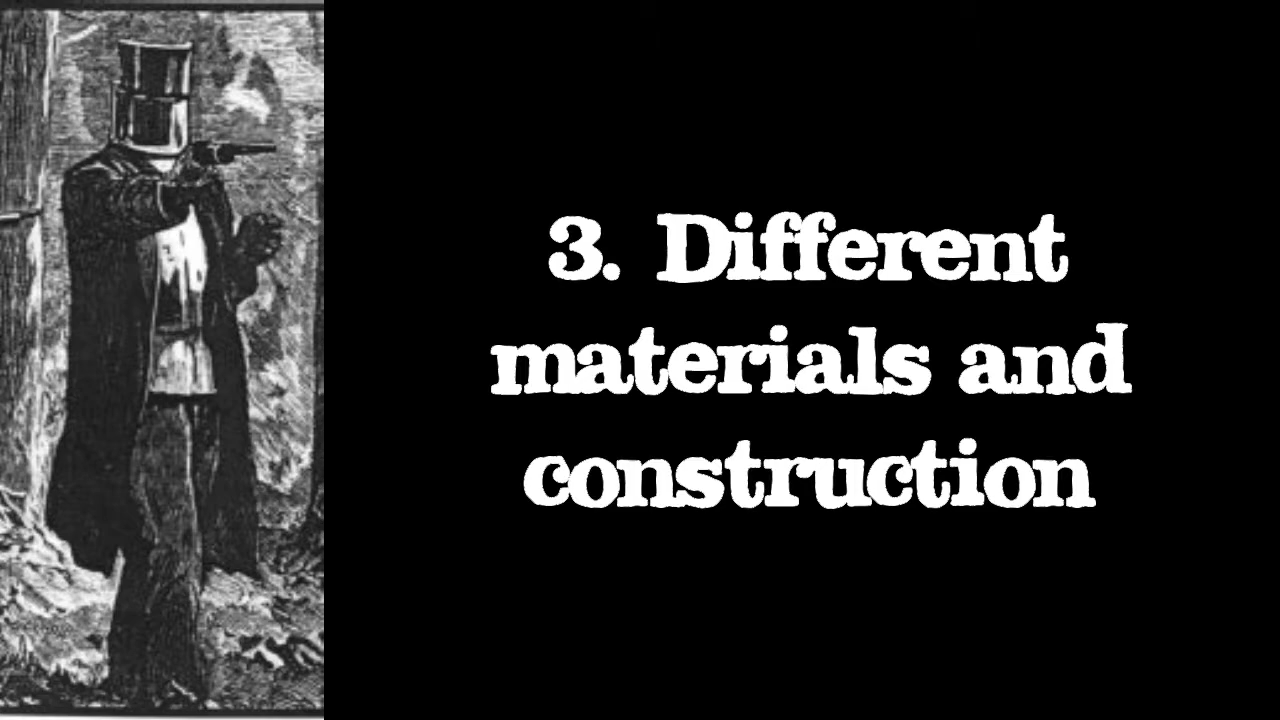 3. Different
materials and
construction